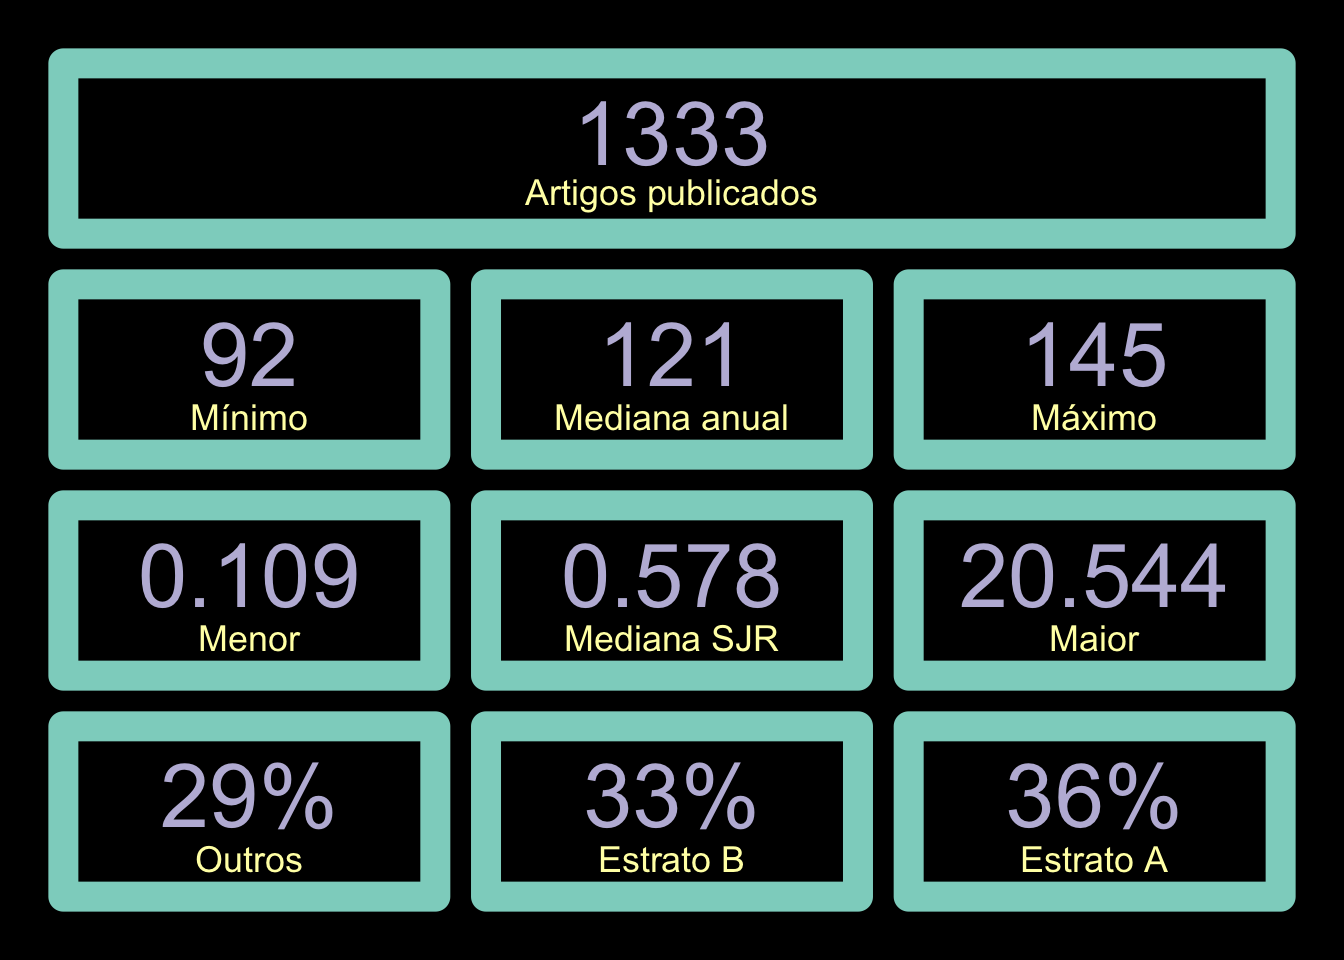 1333
Artigos publicados
92
Mínimo
121
Mediana anual
145
Máximo
0.109
Menor
0.578
Mediana SJR
20.544
Maior
29%
Outros
33%
Estrato B
36%
Estrato A